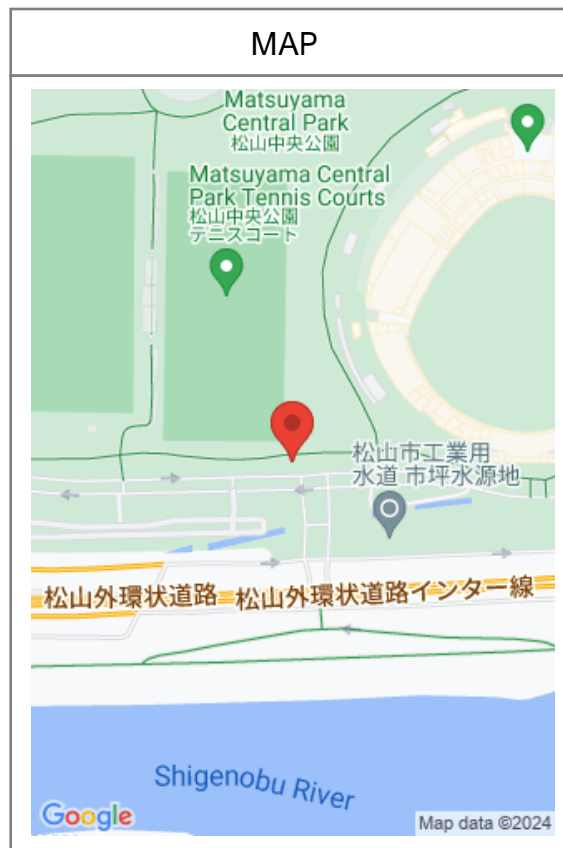 MAP
Matsuyama
Central Park
松山中央公園
Matsuyama Central
Park Tennis Courts
松山中央公園
テニスコート
松山市工業用
水道 市坪水源地
松山外環状道路
松山外環状道路インター線
Shigenobu River
Google
Map data ©2024